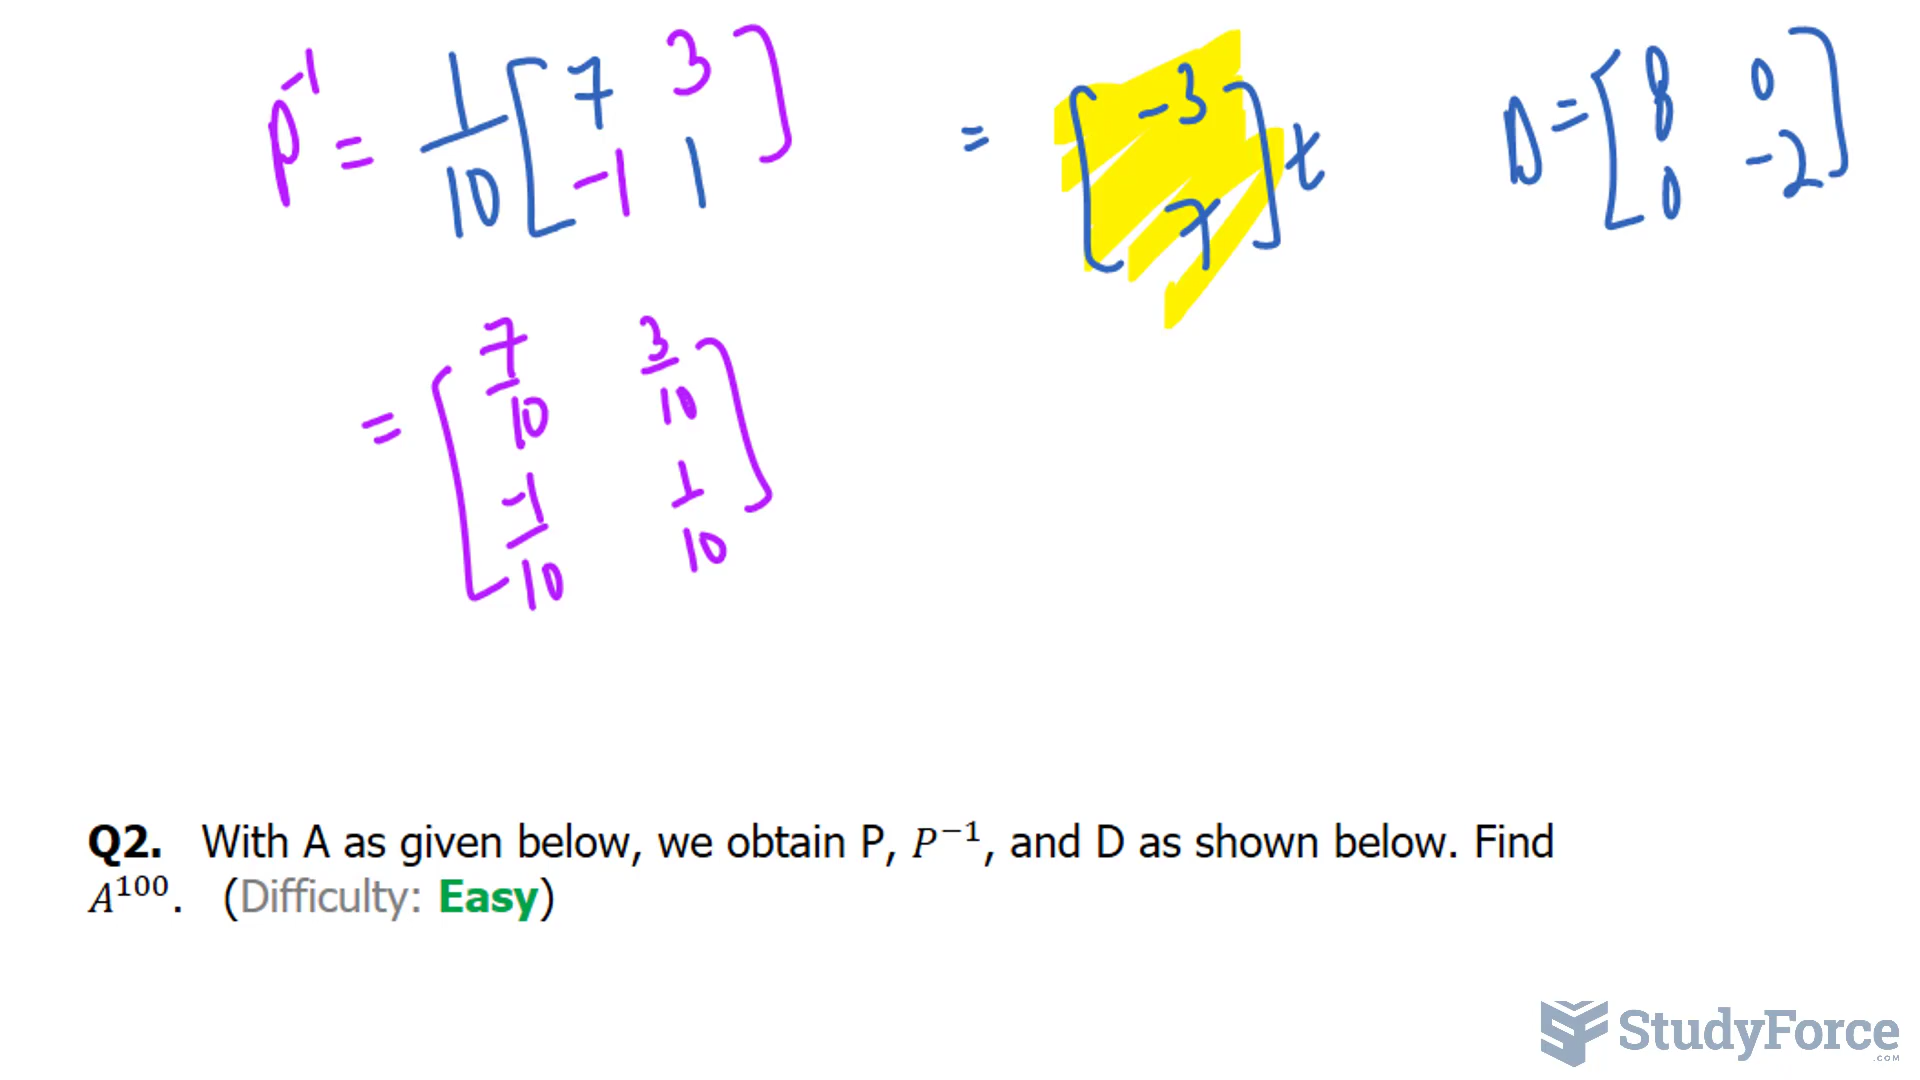 P⁻¹ = 1/10 [7 3; -1 1]
= [-3; 7] t
D = [8 0; 0 -2]
= [7/10 3/10; -1/10 1/10]
Q2. With A as given below, we obtain P, P⁻¹, and D as shown below. Find
A¹⁰⁰. (Difficulty: Easy)
StudyForce
.COM